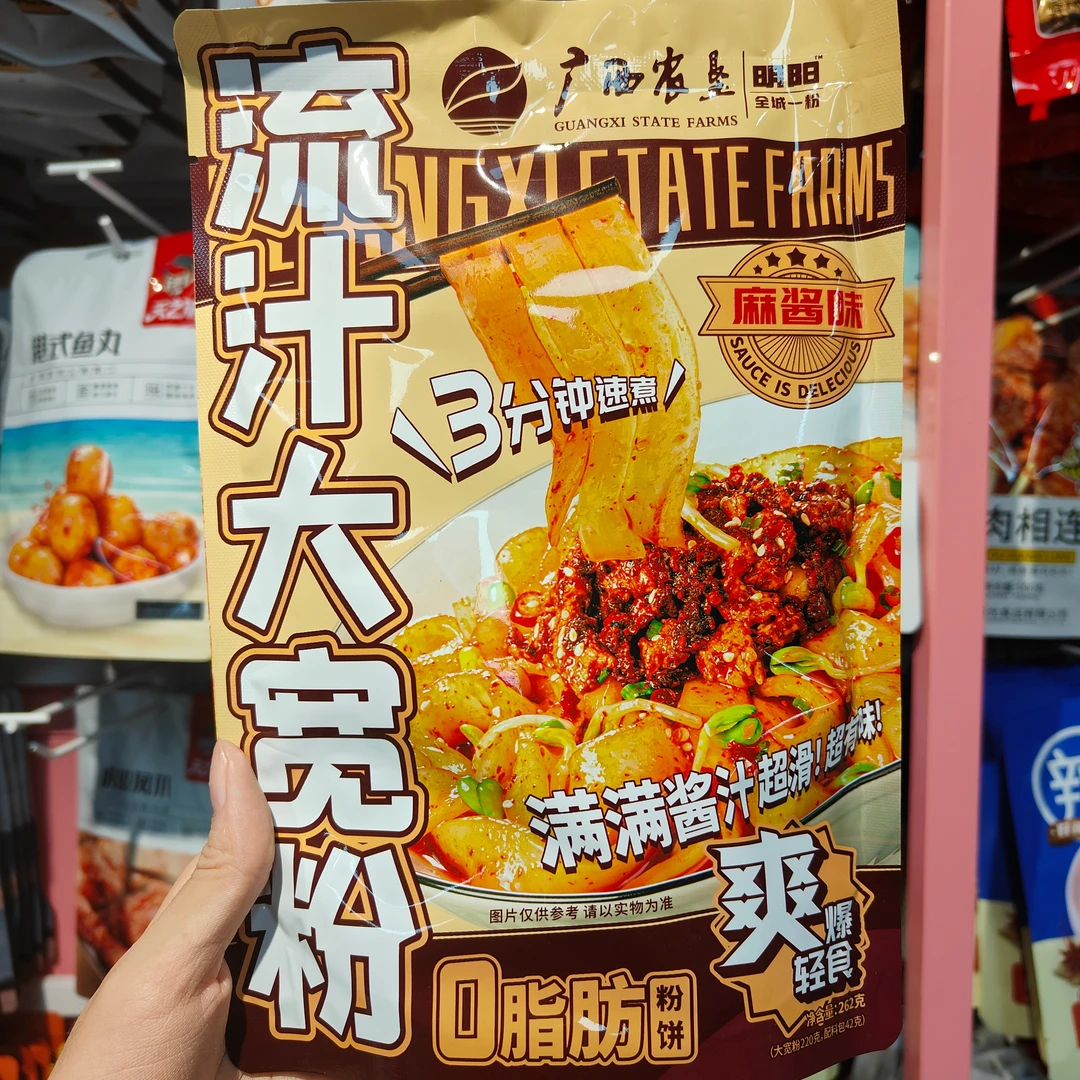 流汁大宽粉
广西农垦
GUANGXI STATE FARMS
明阳™
全城一粉
NGXI STATE FARMS
麻酱味
SAUCE IS DELECIOUS
3分钟速煮
满满酱汁超滑!超有味!
图片仅供参考 请以实物为准
爽
爆
轻食
0脂肪
粉饼
净含量:262克
(大宽粉220克,配料包42克)
港式鱼丸
肉相连